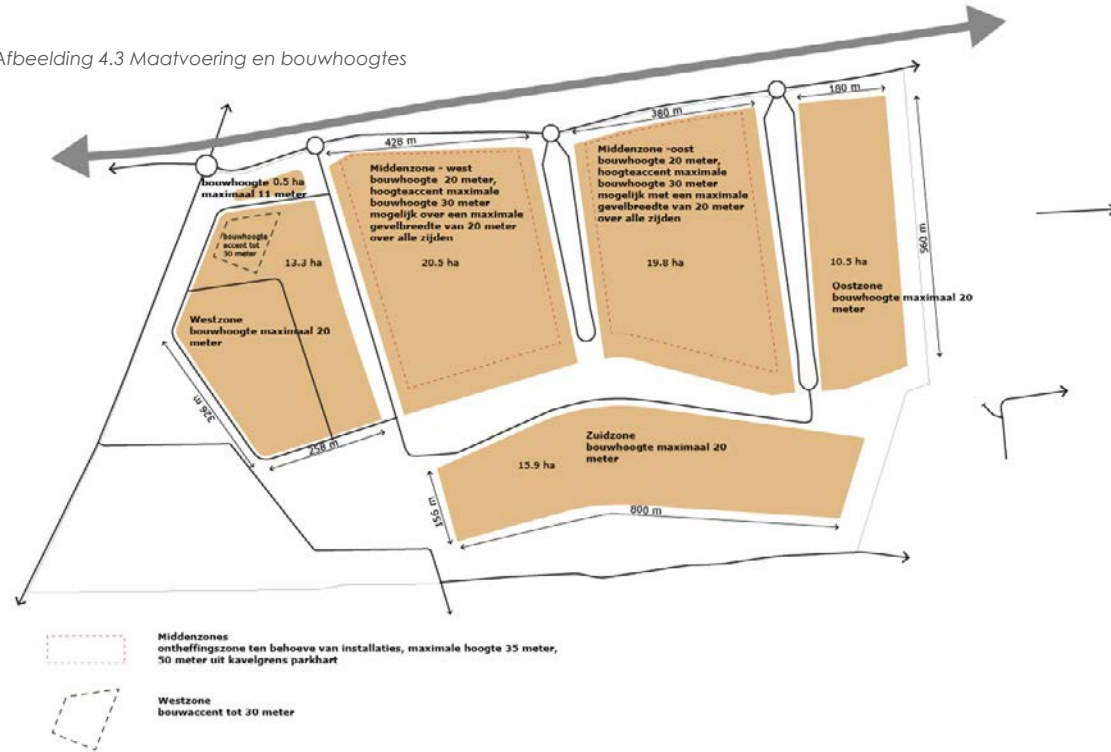 Afbeelding 4.3 Maatvoering en bouwhoogtes
180 m
380 m
428 m
bouwhoogte 0.5 ha
maximaal 11 meter
Middenzone - west
bouwhoogte 20 meter,
hoogteaccent maximale
bouwhoogte 30 meter
mogelijk over een maximale
gevelbreedte van 20 meter
over alle zijden
20.5 ha
Middenzone -oost
bouwhoogte 20 meter,
hoogteaccent maximale
bouwhoogte 30 meter
mogelijk met een maximale
gevelbreedte van 20 meter
over alle zijden
19.8 ha
560 m
bouwhoogte
accent tot
30 meter
13.3 ha
10.5 ha
Oostzone
bouwhoogte maximaal 20
meter
Westzone
bouwhoogte maximaal 20
meter
326 m
258 m
Zuidzone
bouwhoogte maximaal 20
meter
15.9 ha
156 m
800 m
Middenzones
ontheffingszone ten behoeve van installaties, maximale hoogte 35 meter,
50 meter uit kavelgrens parkhart
Westzone
bouwaccent tot 30 meter